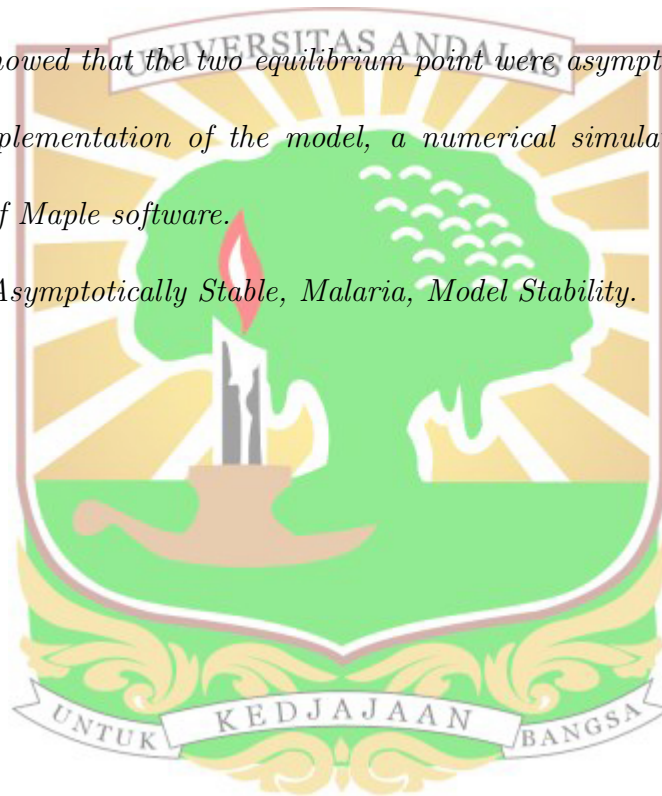 UNIVERSITAS ANDALAS
howed that the two equilibrium point were asympt
plementation of the model, a numerical simula
f Maple software.
Asymptotically Stable, Malaria, Model Stability.
UNTUK KEDJAJAAN BANGSA